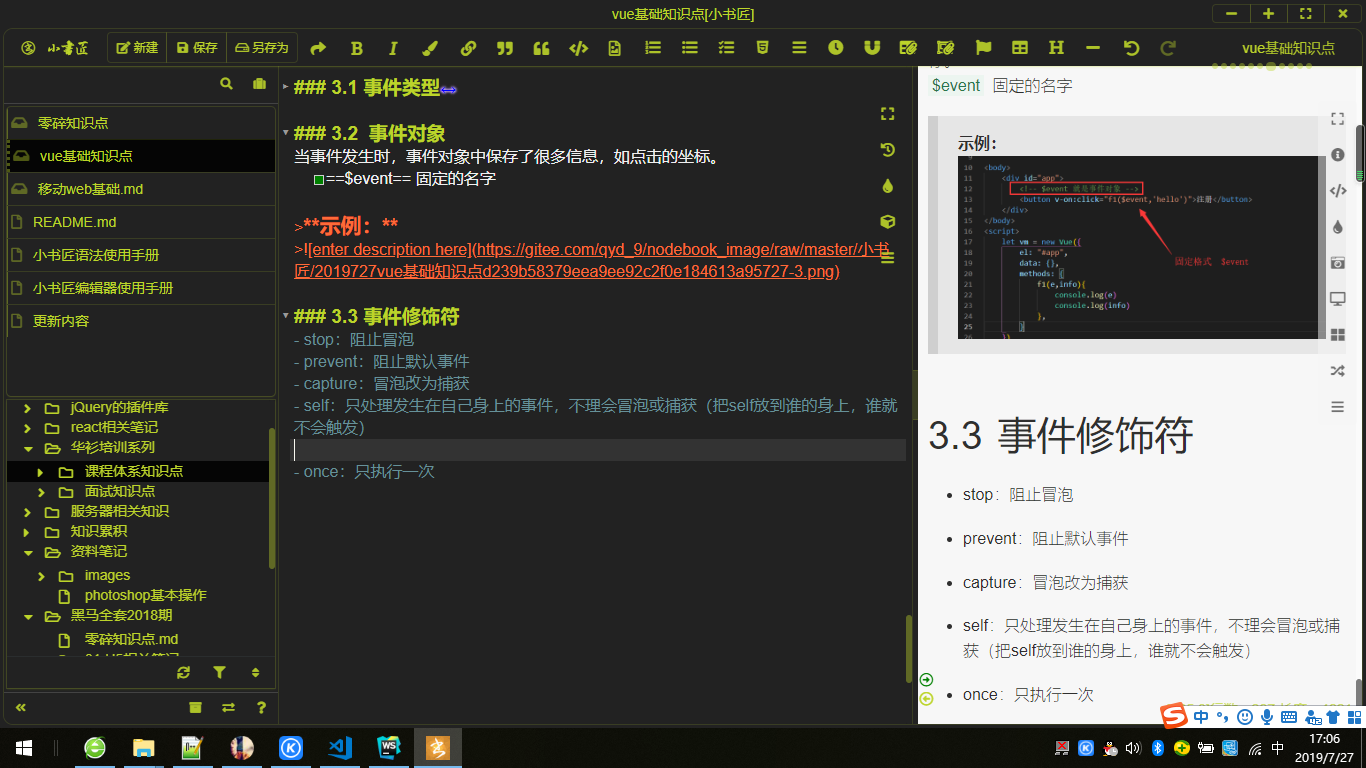 vue基础知识点[小书匠]
小书匠
新建
保存
另存为
vue基础知识点
零碎知识点
vue基础知识点
移动web基础.md
README.md
小书匠语法使用手册
小书匠编辑器使用手册
更新内容
jQuery的插件库
react相关笔记
华衫培训系列
课程体系知识点
面试知识点
服务器相关知识
知识累积
资料笔记
images
photoshop基本操作
黑马全套2018期
零碎知识点.md
### 3.1 事件类型
### 3.2 事件对象
当事件发生时，事件对象中保存了很多信息，如点击的坐标。
==$event== 固定的名字
>**示例：**
>![enter description here](https://gitee.com/qyd_9/nodebook_image/raw/master/小书
匠/2019727vue基础知识点d239b58379eea9ee92c2f0e184613a95727-3.png)
### 3.3 事件修饰符
- stop：阻止冒泡
- prevent：阻止默认事件
- capture：冒泡改为捕获
- self：只处理发生在自己身上的事件，不理会冒泡或捕获（把self放到谁的身上，谁就
不会触发）
- once：只执行一次
$event 固定的名字
示例：
10 <body>
11 <div id="app">
12 <!-- $event 就是事件对象 -->
13 <button v-on:click="f1($event,'hello')">注册</button>
14 </div>
15 </body>
16 <script>
17 let vm = new Vue({
18 el: "#app",
19 data: {},
20 methods: {
21 f1(e,info){
22 console.log(e)
23 console.log(info)
24 },
25 }
26 })
固定格式 $event
3.3 事件修饰符
stop：阻止冒泡
prevent：阻止默认事件
capture：冒泡改为捕获
self：只处理发生在自己身上的事件，不理会冒泡或捕
获（把self放到谁的身上，谁就不会触发）
once：只执行一次
中
中
17:06
2019/7/27